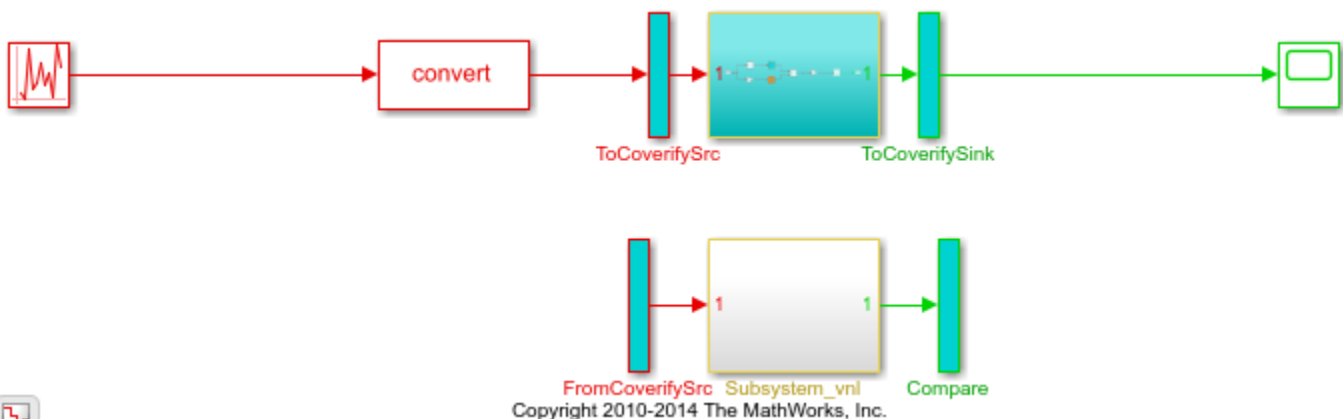 convert
1 1
ToCoverifySrc ToCoverifySink
1 1
FromCoverifySrc Subsystem_vnl Compare
Copyright 2010-2014 The MathWorks, Inc.